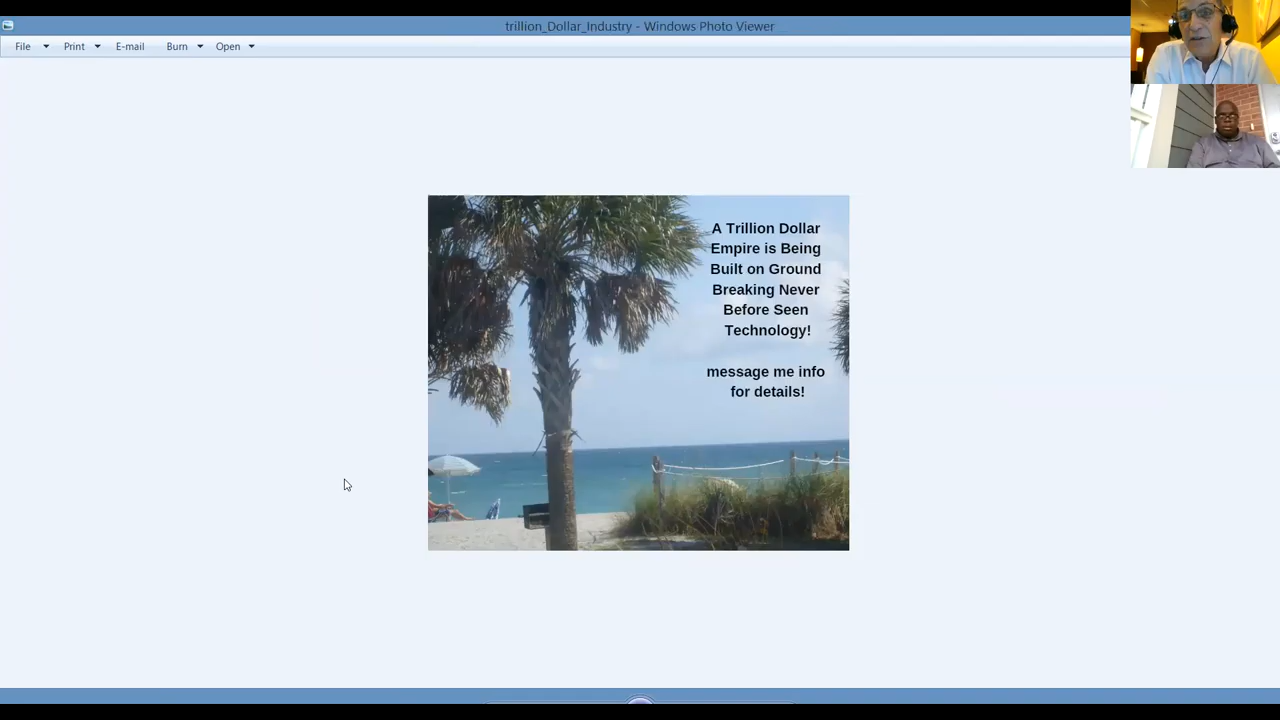 trillion_Dollar_Industry - Windows Photo Viewer
File Print E-mail Burn Open
A Trillion Dollar
Empire is Being
Built on Ground
Breaking Never
Before Seen
Technology!
message me info
for details!